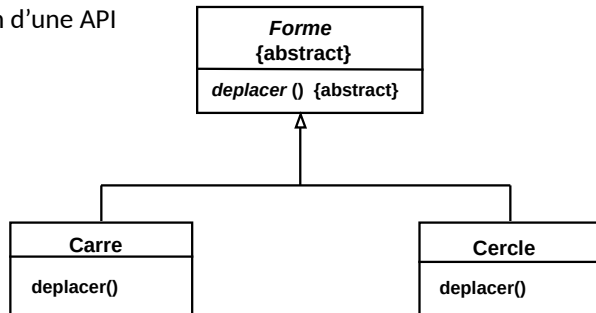 d'une API
Forme
{abstract}
deplacer () {abstract}
Carre
Cercle
deplacer()
deplacer()